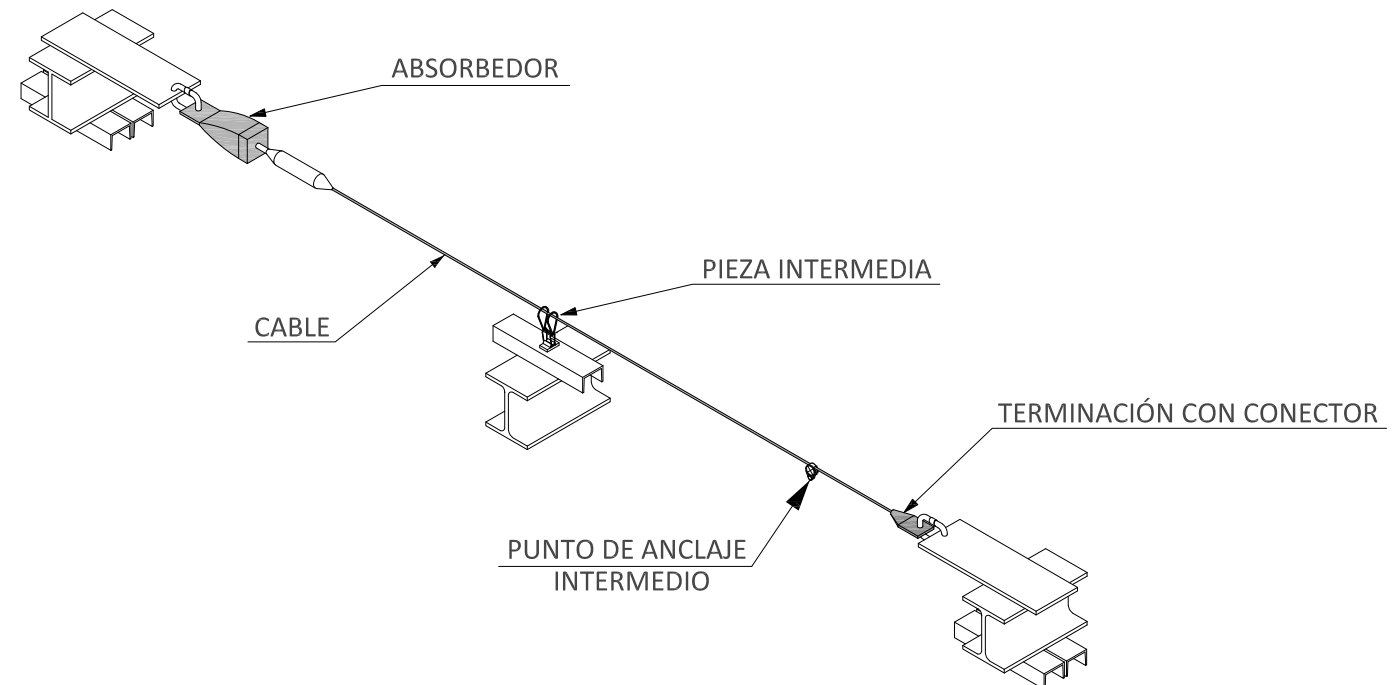 ABSORBEDOR
PIEZA INTERMEDIA
CABLE
TERMINACIÓN CON CONECTOR
PUNTO DE ANCLAJE
INTERMEDIO